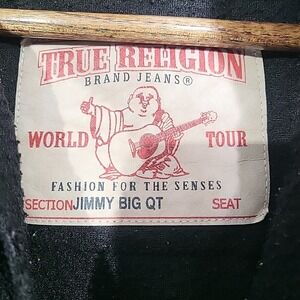 TRUE RELIGION
BRAND JEANS®
WORLD TOUR
FASHION FOR THE SENSES
SECTION JIMMY BIG QT SEAT